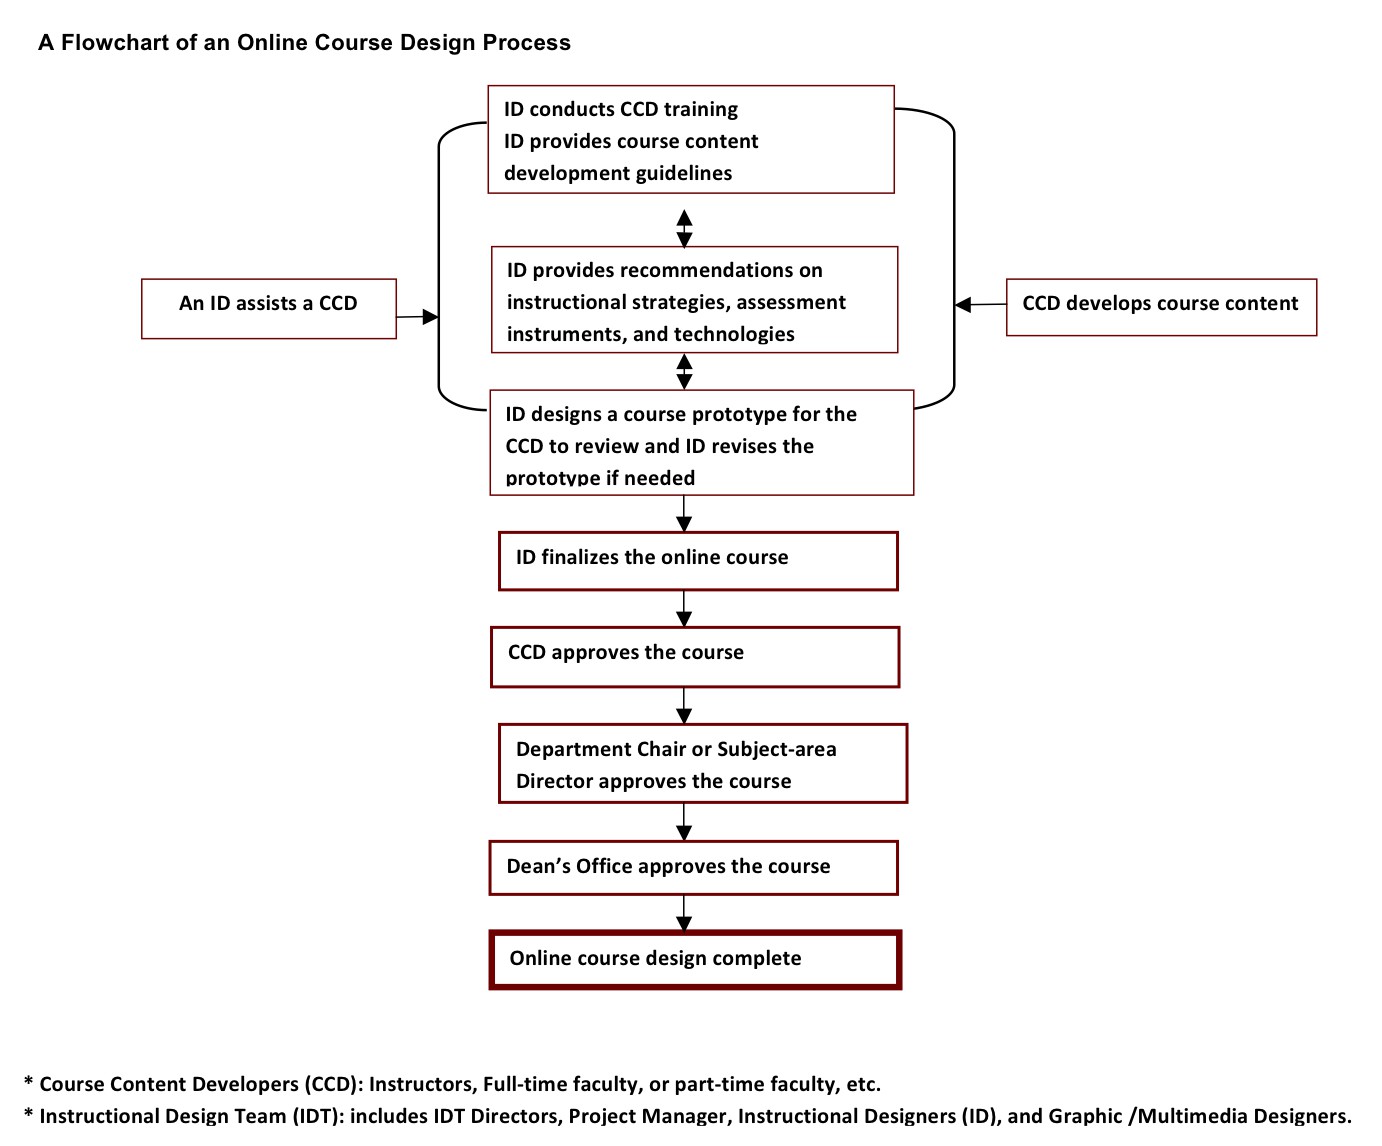 A Flowchart of an Online Course Design Process
ID conducts CCD training
ID provides course content
development guidelines
ID provides recommendations on
instructional strategies, assessment
instruments, and technologies
An ID assists a CCD
CCD develops course content
ID designs a course prototype for the
CCD to review and ID revises the
prototype if needed
ID finalizes the online course
CCD approves the course
Department Chair or Subject-area
Director approves the course
Dean’s Office approves the course
Online course design complete
* Course Content Developers (CCD): Instructors, Full-time faculty, or part-time faculty, etc.
* Instructional Design Team (IDT): includes IDT Directors, Project Manager, Instructional Designers (ID), and Graphic /Multimedia Designers.